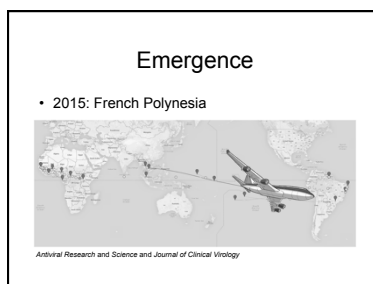 Emergence
• 2015: French Polynesia
Antiviral Research and Science and Journal of Clinical Virology